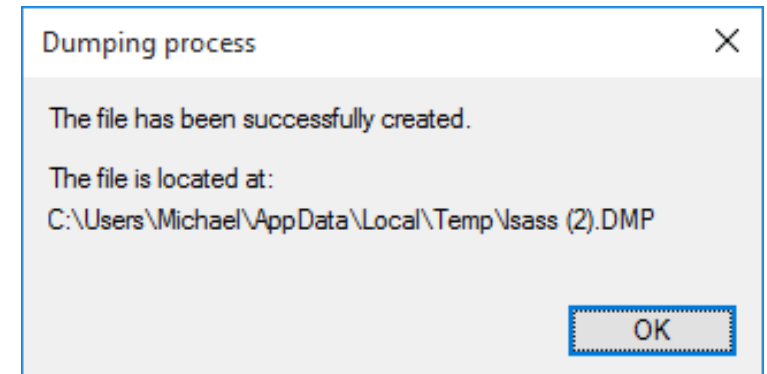 Dumping process
The file has been successfully created.
The file is located at:
C:\Users\Michael\AppData\Local\Temp\lsass (2).DMP
OK